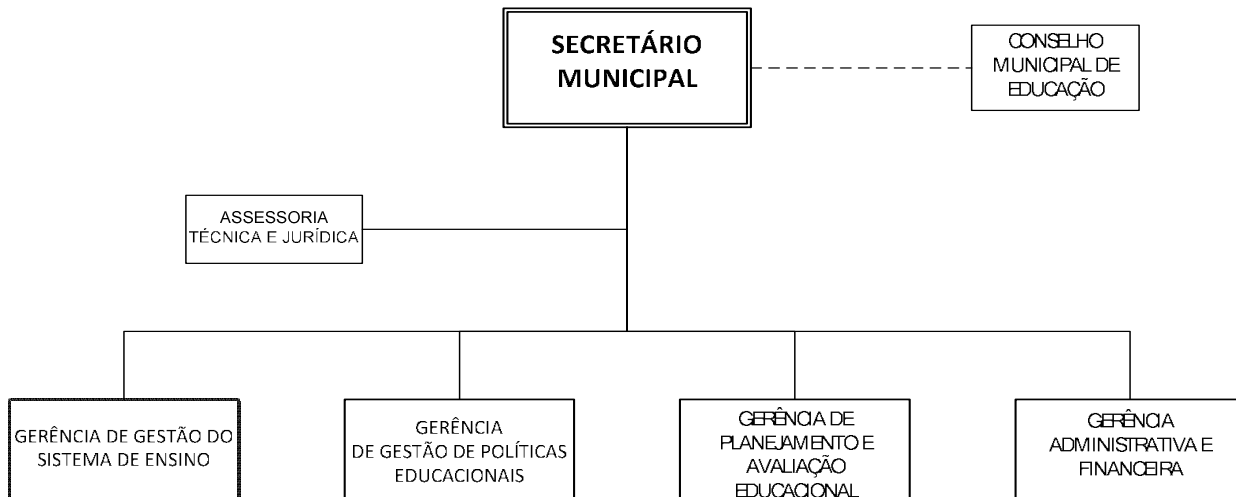 SECRETÁRIO
MUNICIPAL
CONSELHO
MUNICIPAL DE
EDUCAÇÃO
ASSESSORIA
TÉCNICA E JURÍDICA
GERÊNCIA DE GESTÃO DO
SISTEMA DE ENSINO
GERÊNCIA
DE GESTÃO DE POLÍTICAS
EDUCACIONAIS
GERÊNCIA DE
PLANEJAMENTO E
AVALIAÇÃO
EDUCACIONAL
GERÊNCIA
ADMINISTRATIVA E
FINANCEIRA